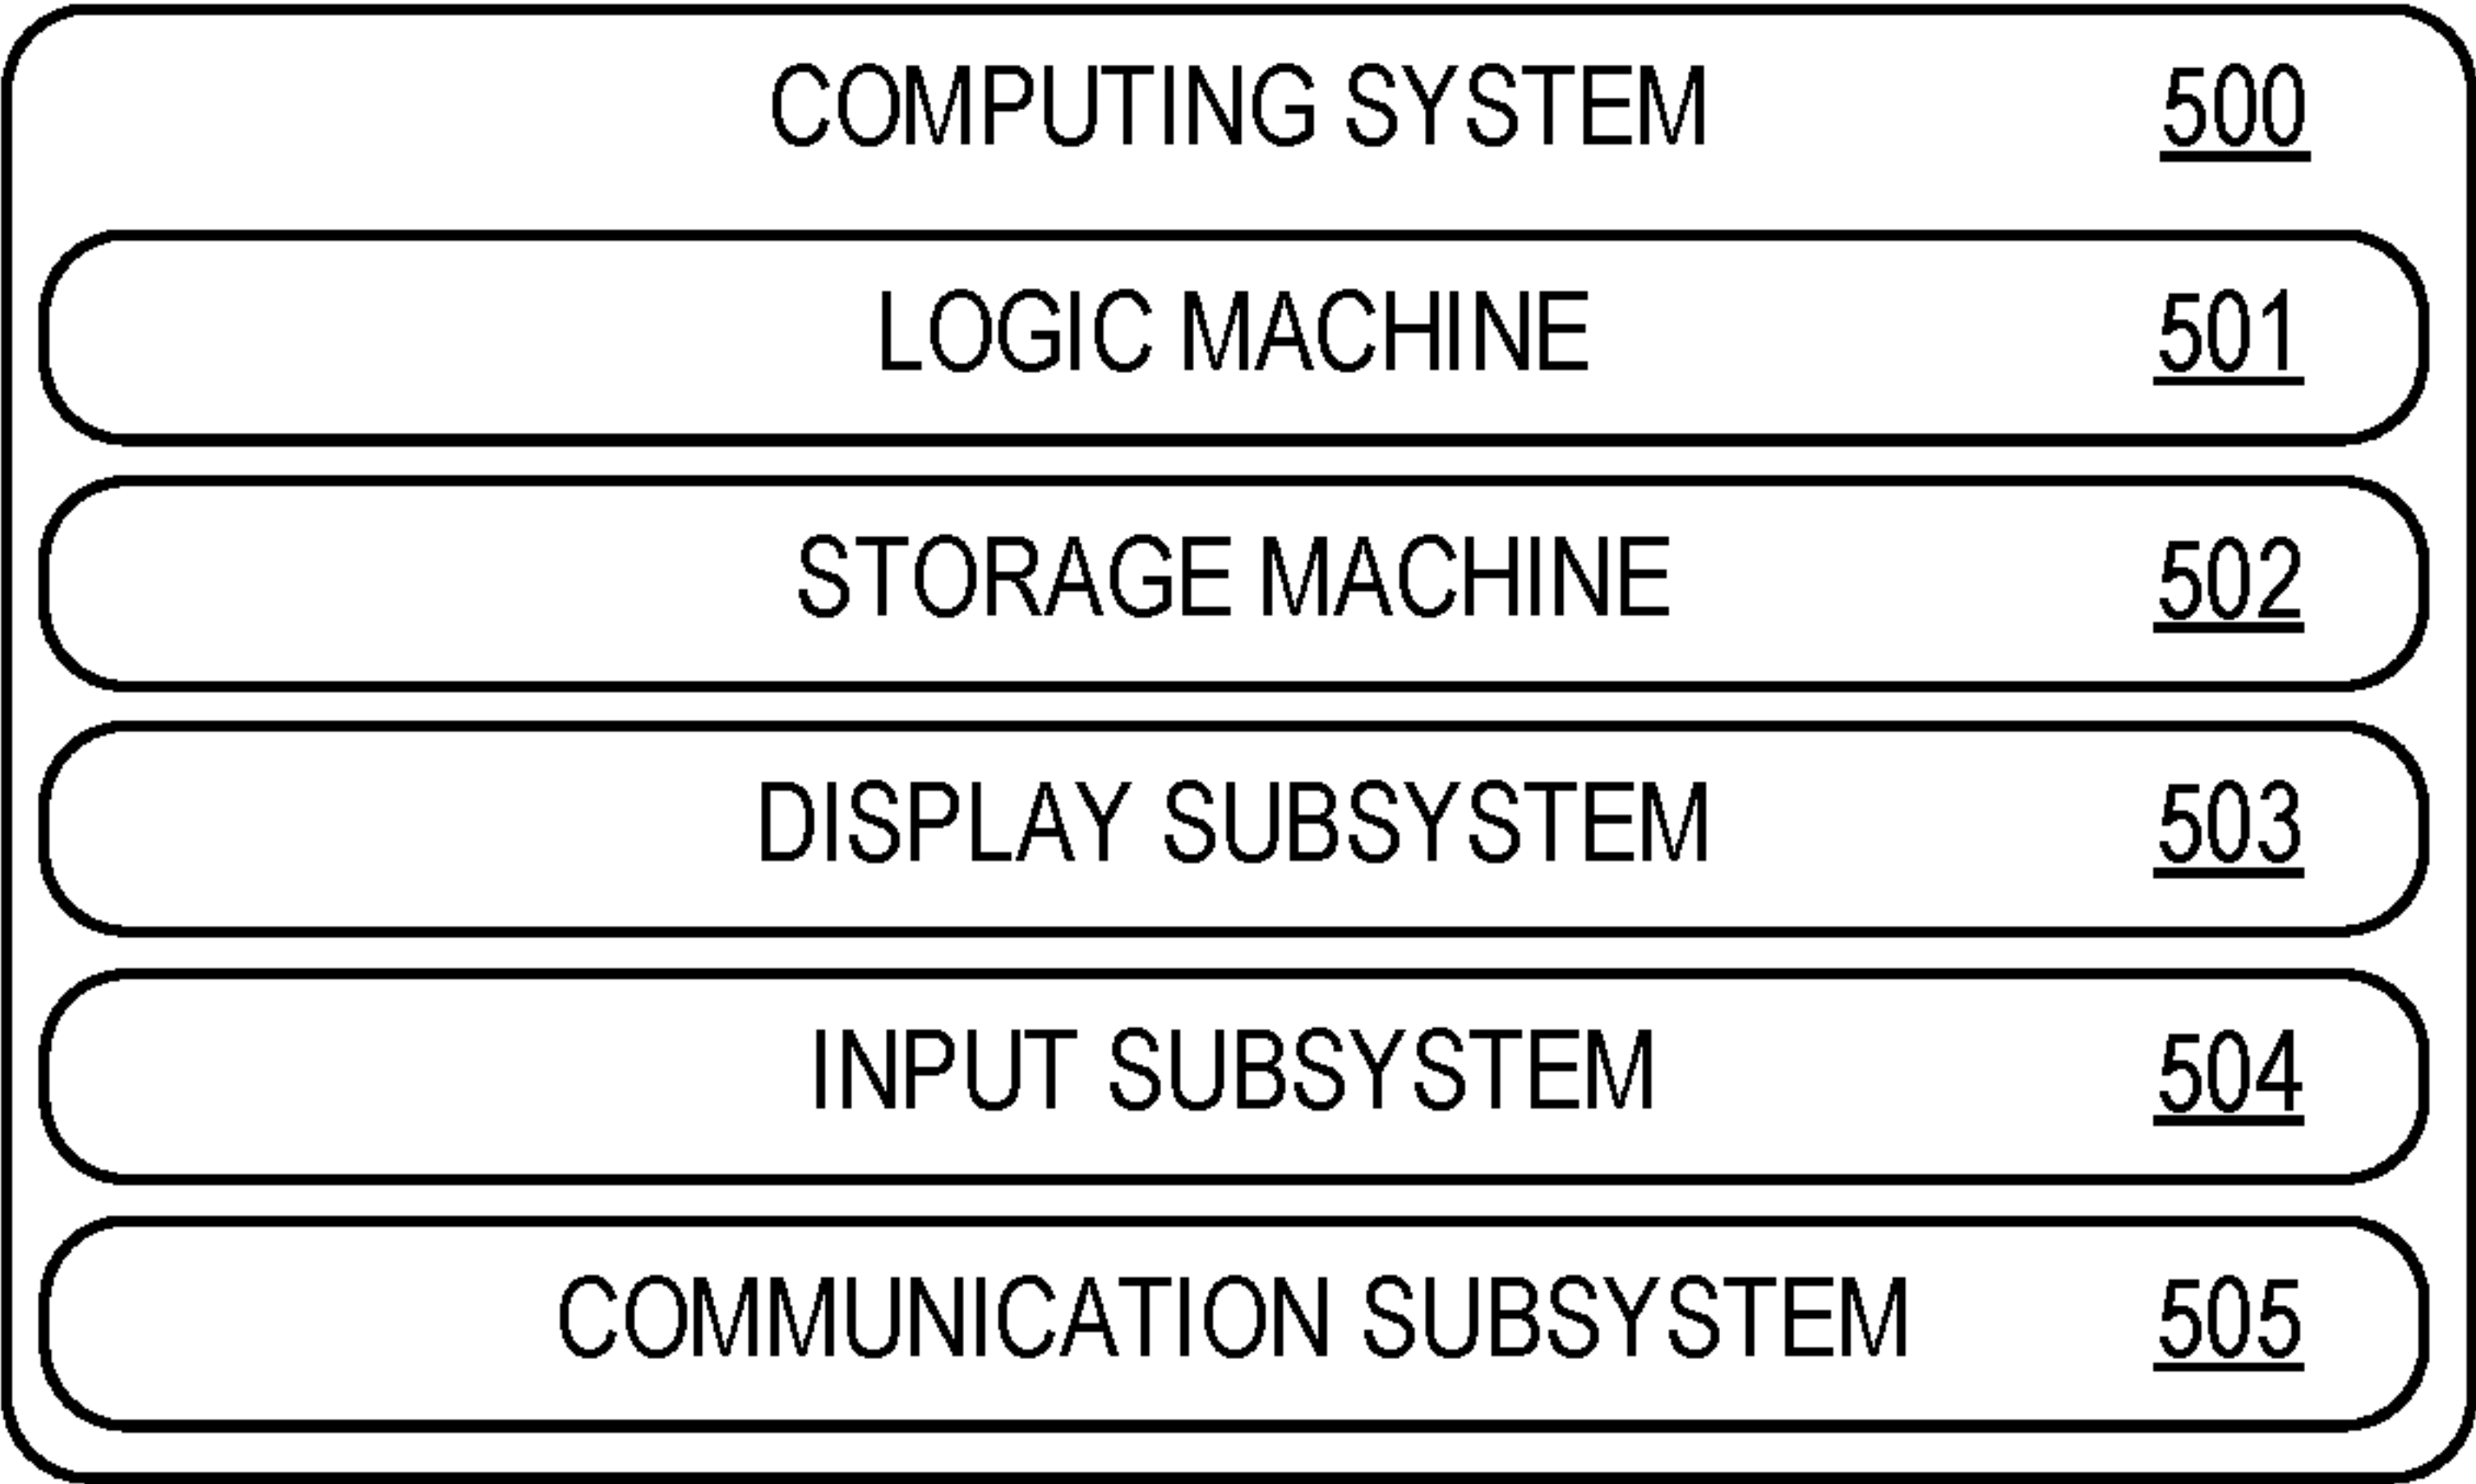 COMPUTING SYSTEM 500
LOGIC MACHINE 501
STORAGE MACHINE 502
DISPLAY SUBSYSTEM 503
INPUT SUBSYSTEM 504
COMMUNICATION SUBSYSTEM 505